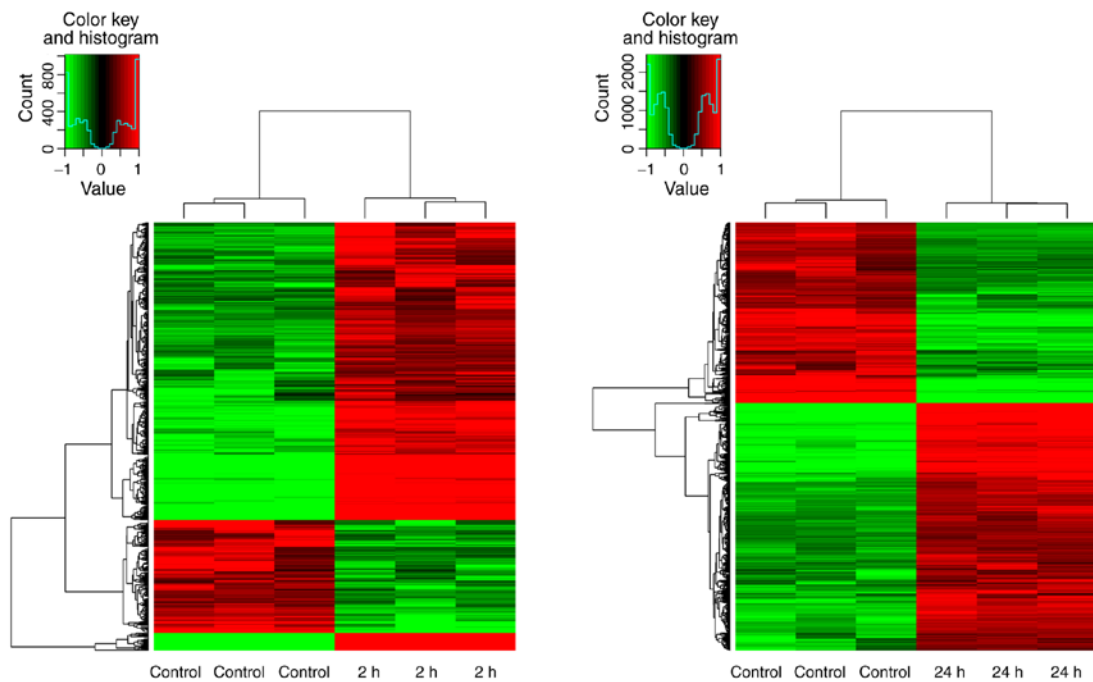 Color key
and histogram
Count
0 400 800
−1 0 1
Value
Control Control Control 2 h 2 h 2 h
Color key
and histogram
Count
0 1000 2000
−1 0 1
Value
Control Control Control 24 h 24 h 24 h